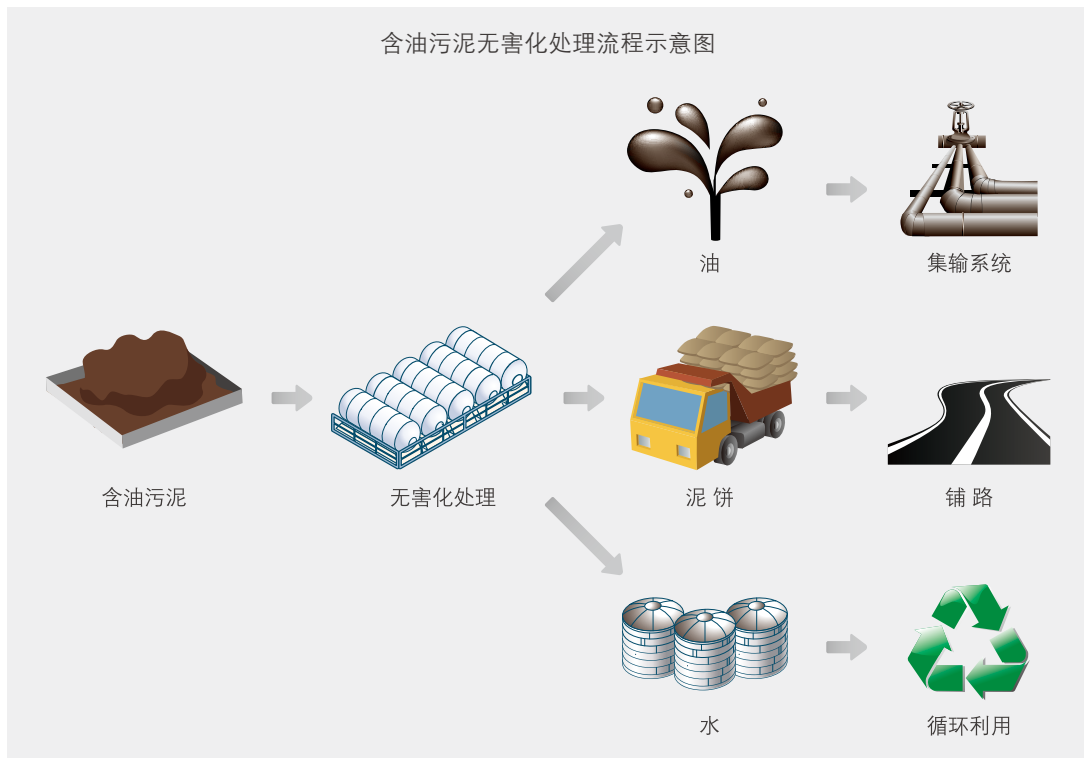 含油污泥无害化处理流程示意图
油
集输系统
含油污泥
无害化处理
泥 饼
铺 路
水
循环利用